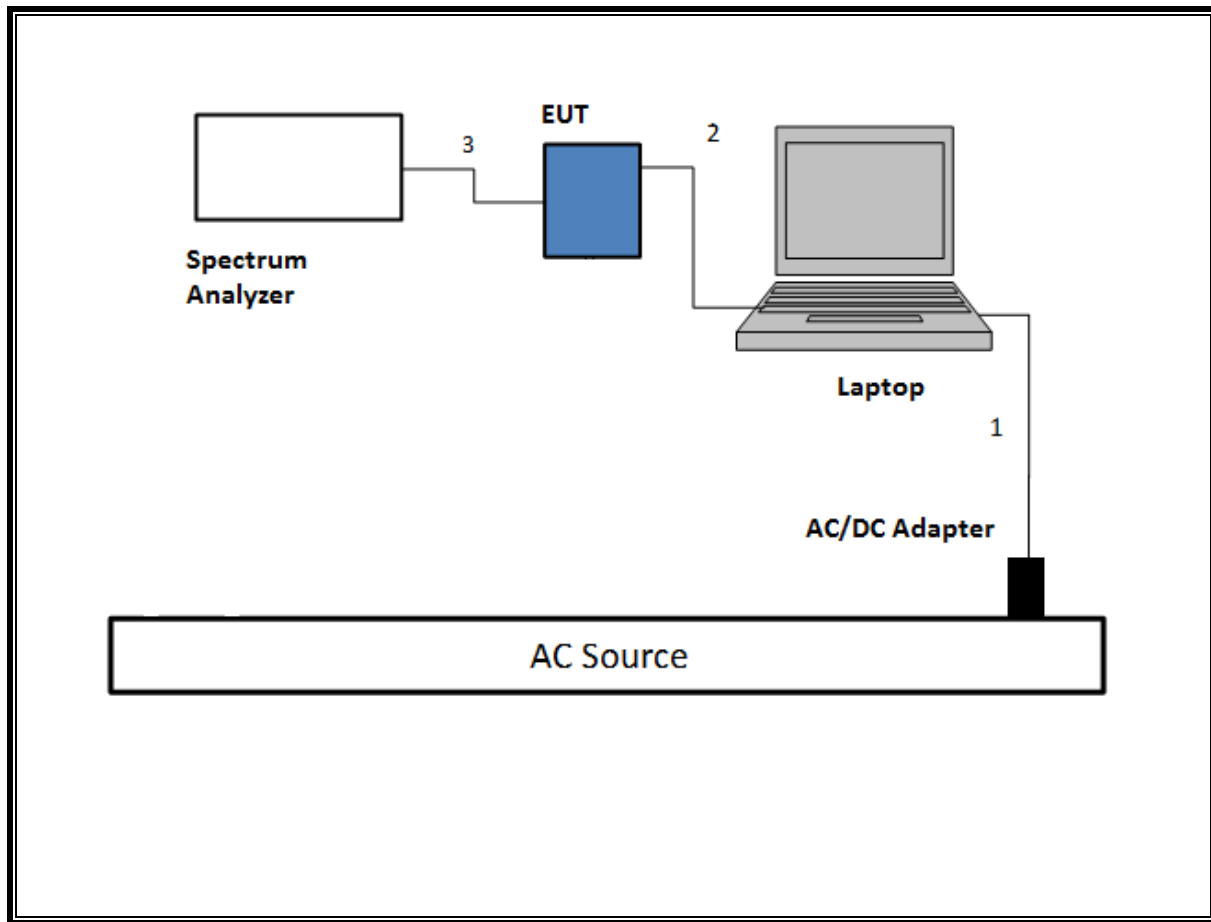 EUT
3
2
Spectrum
Analyzer
Laptop
1
AC/DC Adapter
AC Source